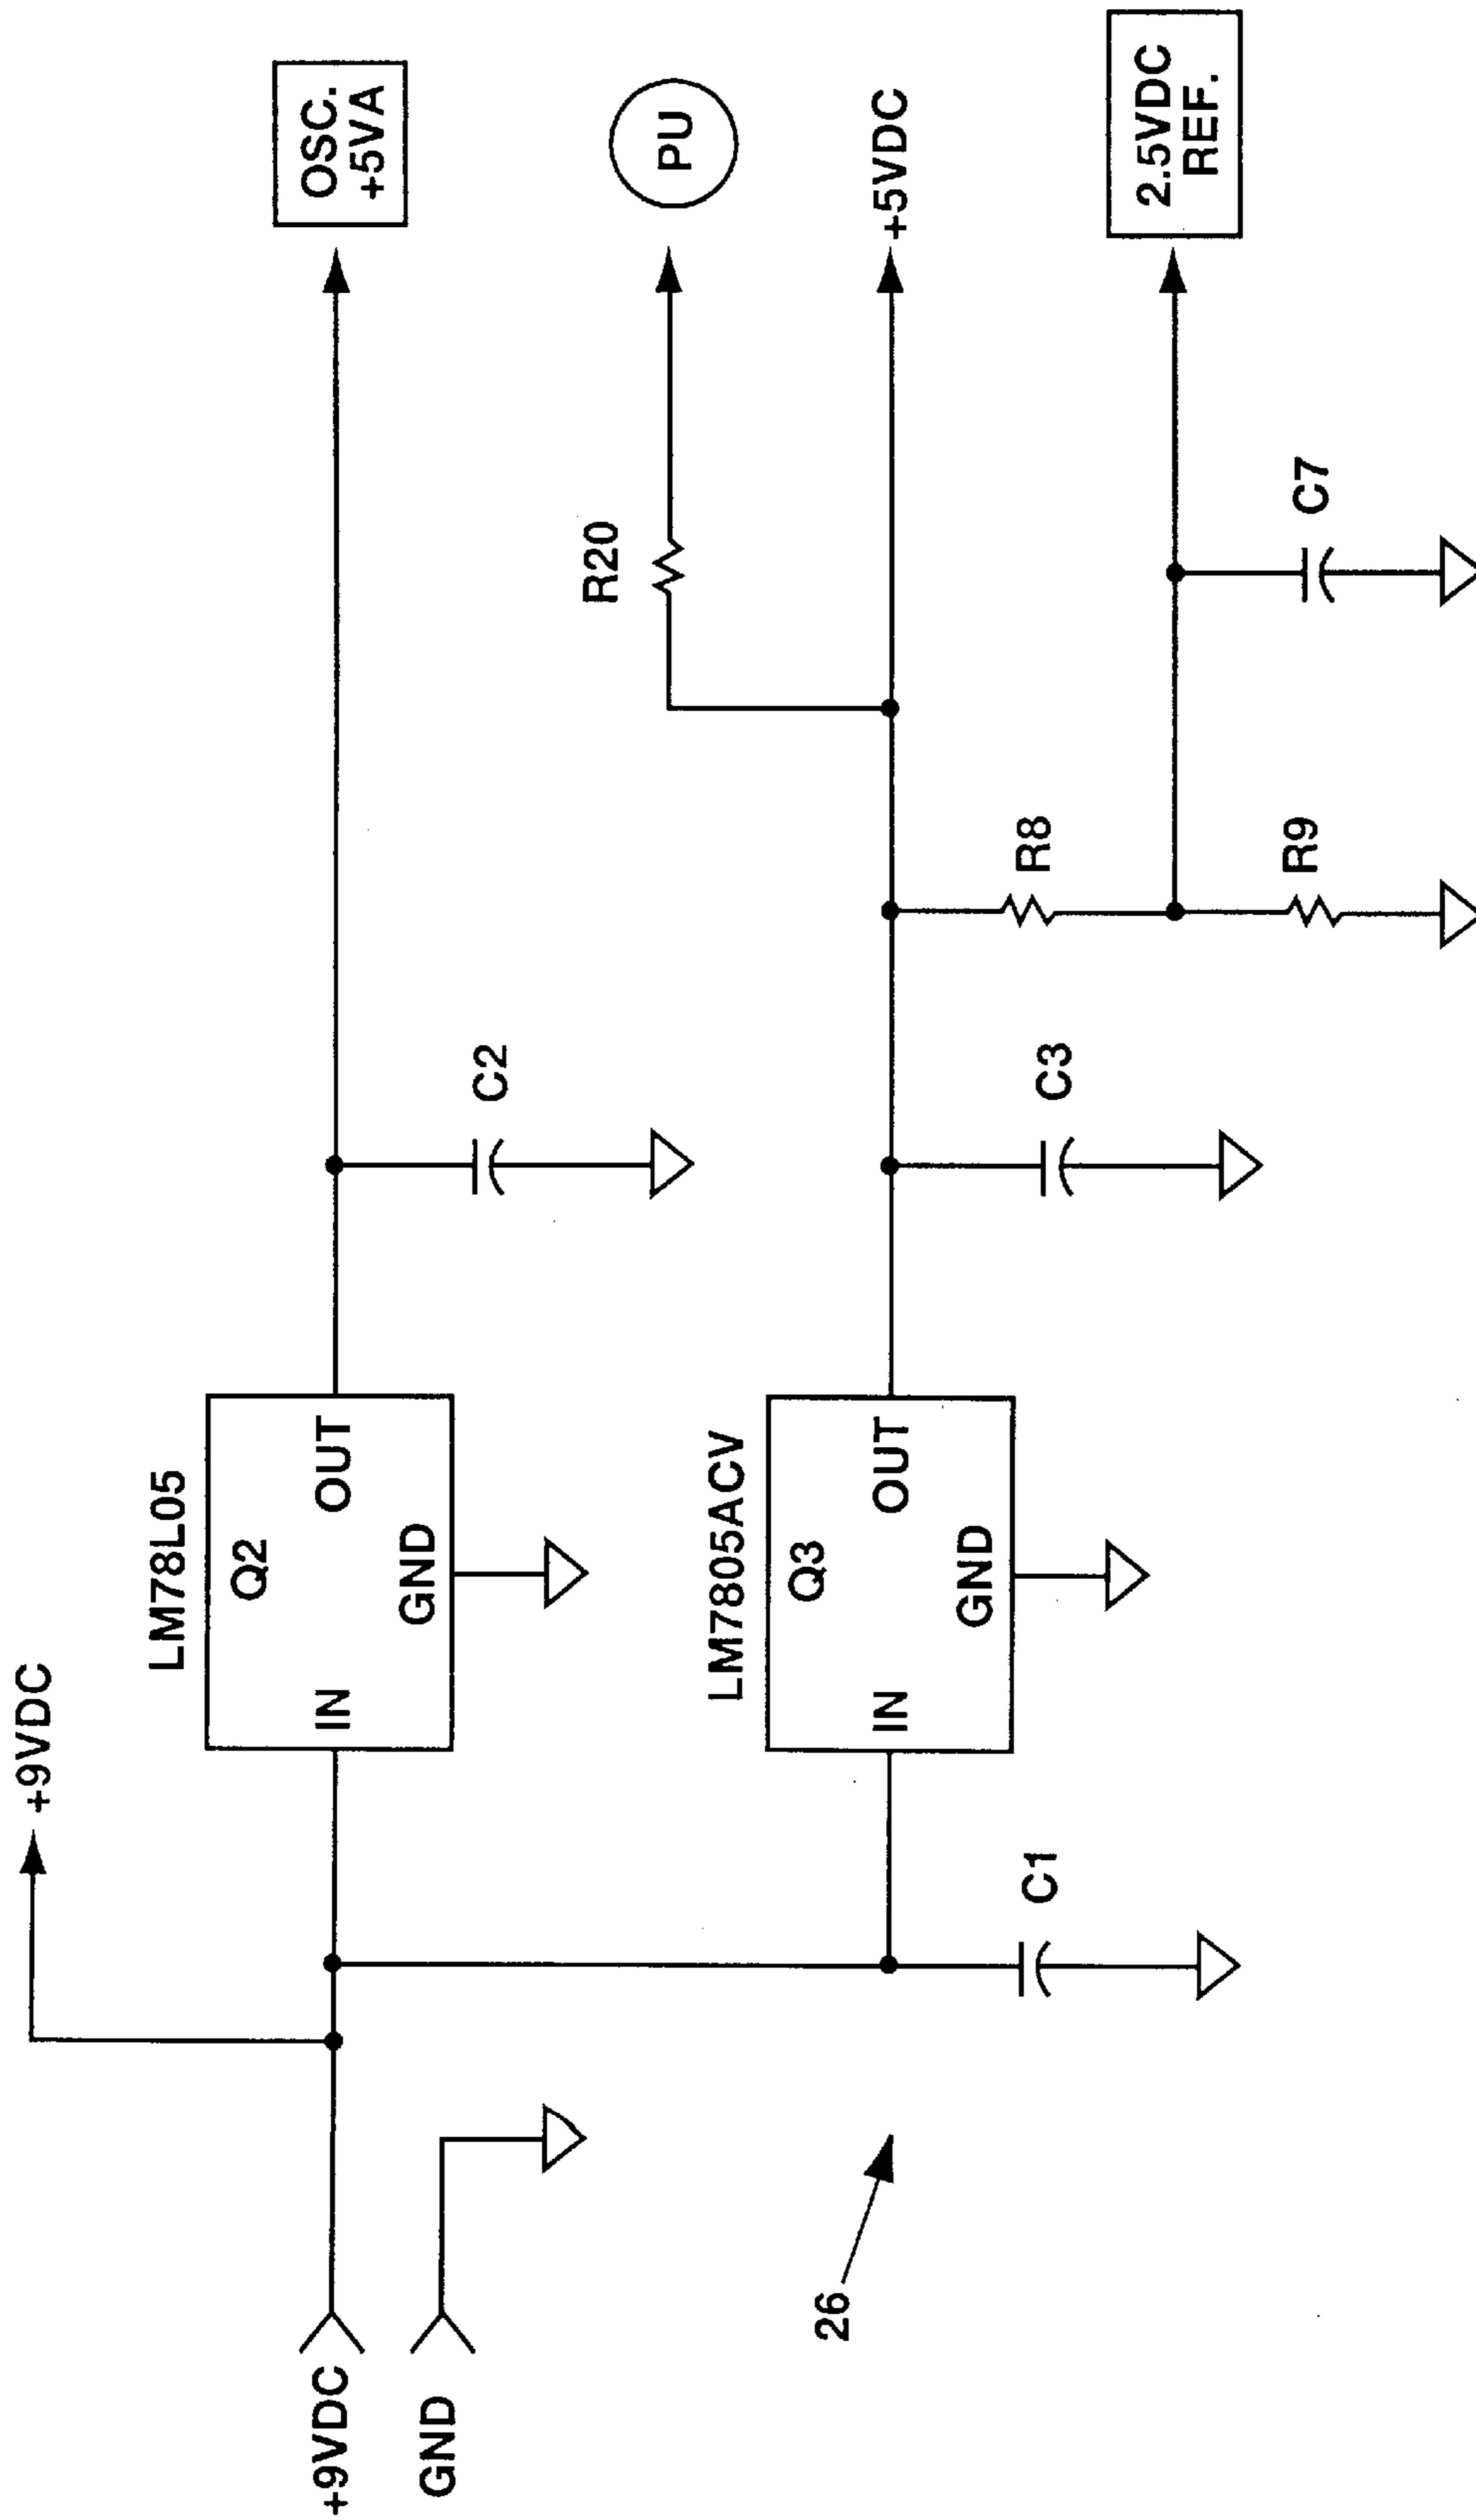 +9VDC
LM78L05
Q2
IN
OUT
GND
C2
OSC.
+5VA
+9VDC
GND
R20
PU
LM7805ACV
Q3
IN
OUT
GND
+5VDC
C1
C3
R8
R9
C7
2.5VDC
REF.
26